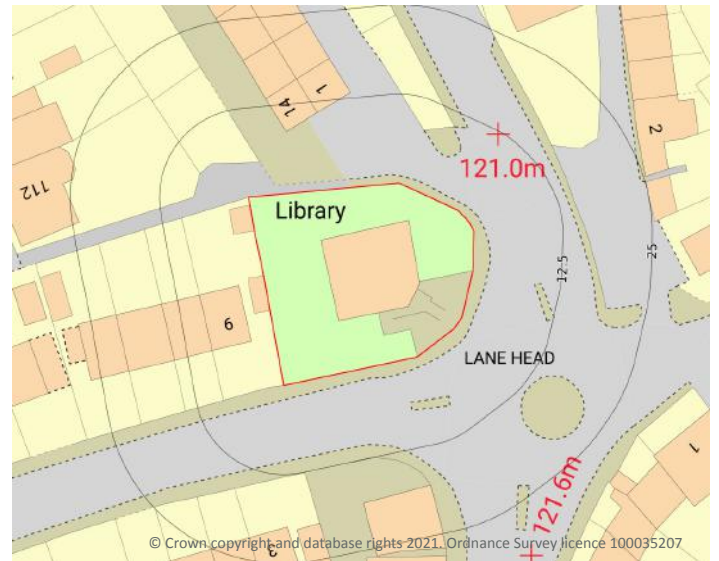 14
1
2
121.0m
112
Library
25
12.5
9
LANE HEAD
1
121.6m
3
© Crown copyright and database rights 2021. Ordnance Survey licence 100035207